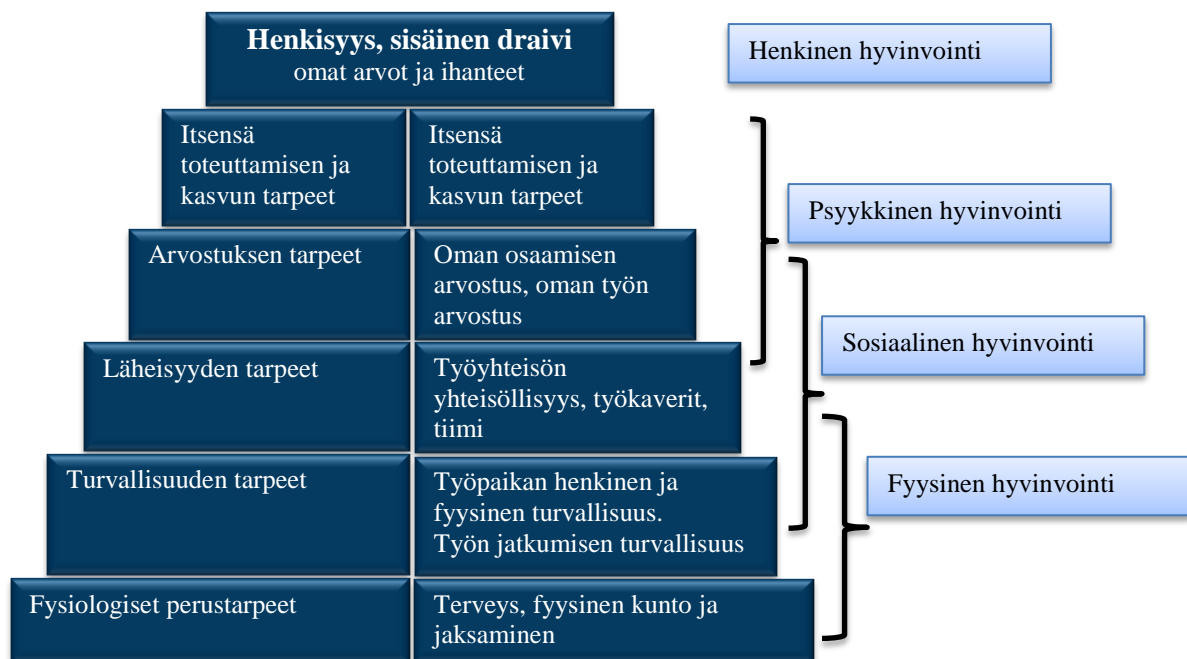 Henkisyys, sisäinen draivi
omat arvot ja ihanteet
Henkinen hyvinvointi
Itsensä
toteuttamisen ja
kasvun tarpeet
Itsensä
toteuttamisen ja
kasvun tarpeet
Psyykkinen hyvinvointi
Arvostuksen tarpeet
Oman osaamisen
arvostus, oman työn
arvostus
Sosiaalinen hyvinvointi
Läheisyyden tarpeet
Työyhteisön
yhteisöllisyys, työkaverit,
tiimi
Turvallisuuden tarpeet
Työpaikan henkinen ja
fyysinen turvallisuus.
Työn jatkumisen turvallisuus
Fyysinen hyvinvointi
Fysiologiset perustarpeet
Terveys, fyysinen kunto ja
jaksaminen